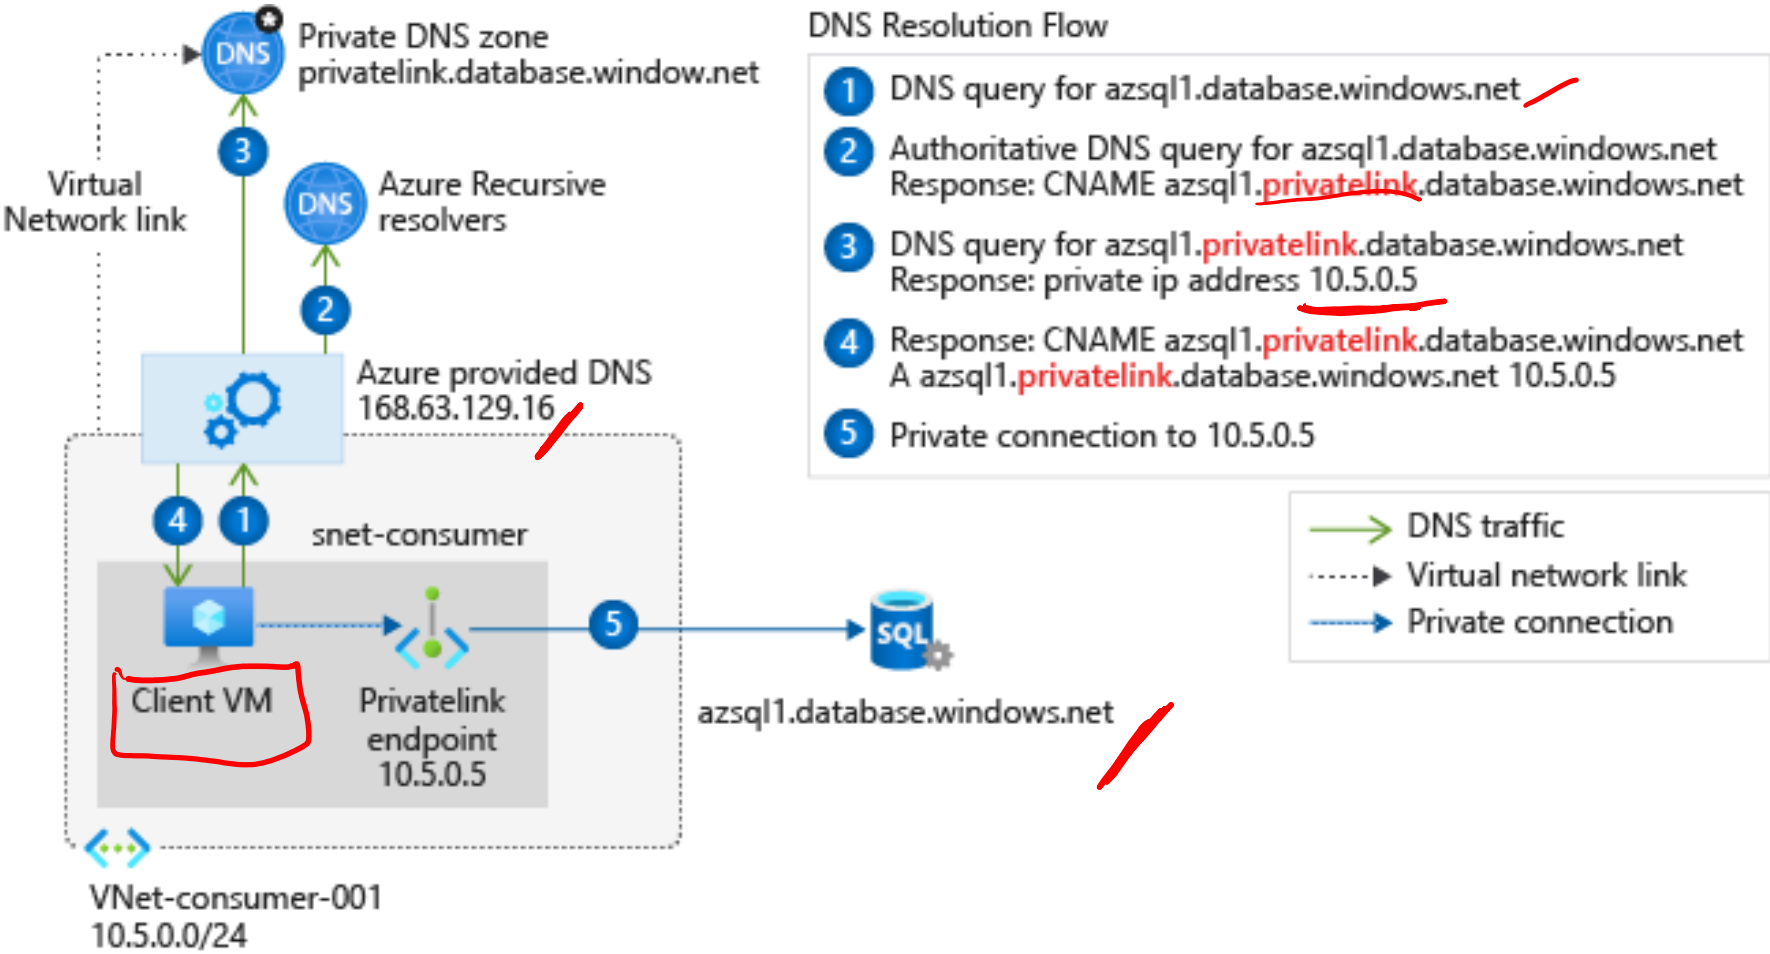 DNS
Private DNS zone
privatelink.database.window.net
3
Virtual
Network link
DNS
Azure Recursive
resolvers
2
Azure provided DNS
168.63.129.16
4
1
snet-consumer
Client VM
Privatelink
endpoint
10.5.0.5
5
SQL
azsql1.database.windows.net
VNet-consumer-001
10.5.0.0/24
DNS Resolution Flow
1 DNS query for azsql1.database.windows.net
2 Authoritative DNS query for azsql1.database.windows.net
Response: CNAME azsql1.privatelink.database.windows.net
3 DNS query for azsql1.privatelink.database.windows.net
Response: private ip address 10.5.0.5
4 Response: CNAME azsql1.privatelink.database.windows.net
A azsql1.privatelink.database.windows.net 10.5.0.5
5 Private connection to 10.5.0.5
DNS traffic
Virtual network link
Private connection